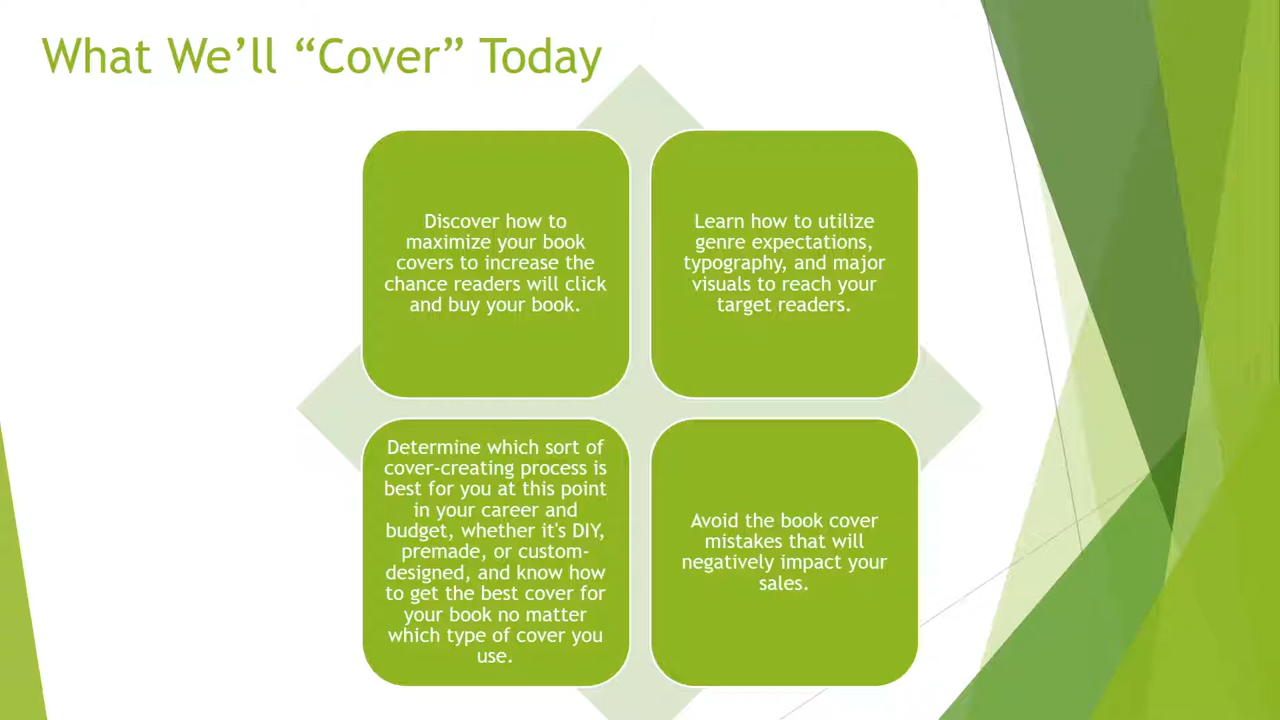 What We’ll “Cover” Today
Discover how to
maximize your book
covers to increase the
chance readers will click
and buy your book.
Learn how to utilize
genre expectations,
typography, and major
visuals to reach your
target readers.
Determine which sort of
cover-creating process is
best for you at this point
in your career and
budget, whether it's DIY,
premade, or custom-
designed, and know how
to get the best cover for
your book no matter
which type of cover you
use.
Avoid the book cover
mistakes that will
negatively impact your
sales.